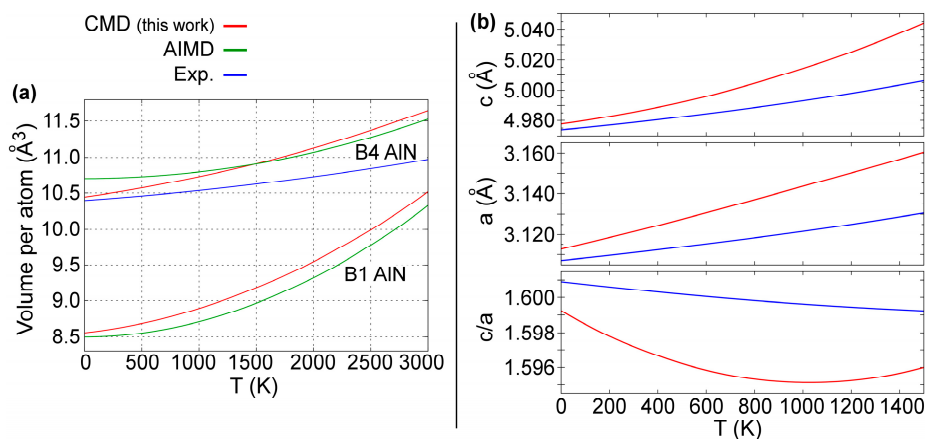 CMD (this work)
AIMD
Exp.
(a)
Volume per atom (Å³)
11.5
11.0
10.5
10.0
9.5
9.0
8.5
B4 AlN
B1 AlN
0 500 1000 1500 2000 2500 3000
T (K)
(b)
c (Å)
5.040
5.020
5.000
4.980
a (Å)
3.160
3.120
c/a
1.600
1.598
1.596
0 200 400 600 800 1000 1200 1400
T (K)